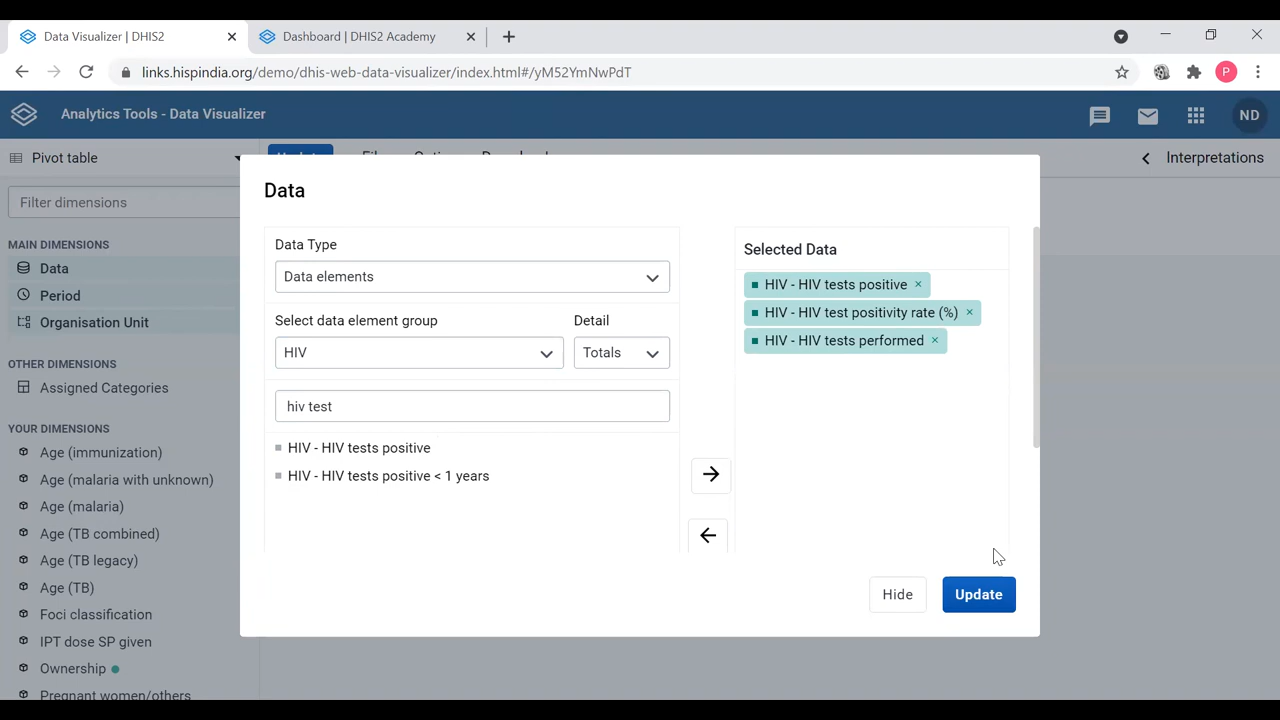 Data Visualizer | DHIS2
Dashboard | DHIS2 Academy
links.hispindia.org/demo/dhis-web-data-visualizer/index.html#/yM52YmNwPdT
P
Analytics Tools - Data Visualizer
ND
Pivot table
Interpretations
Filter dimensions
MAIN DIMENSIONS
Data
Period
Organisation Unit
OTHER DIMENSIONS
Assigned Categories
YOUR DIMENSIONS
Age (immunization)
Age (malaria with unknown)
Age (malaria)
Age (TB combined)
Age (TB legacy)
Age (TB)
Foci classification
IPT dose SP given
Ownership
Pregnant women/others
Data
Data Type
Data elements
Select data element group
Detail
HIV
Totals
hiv test
HIV - HIV tests positive
HIV - HIV tests positive < 1 years
Selected Data
HIV - HIV tests positive
HIV - HIV test positivity rate (%)
HIV - HIV tests performed
Hide
Update